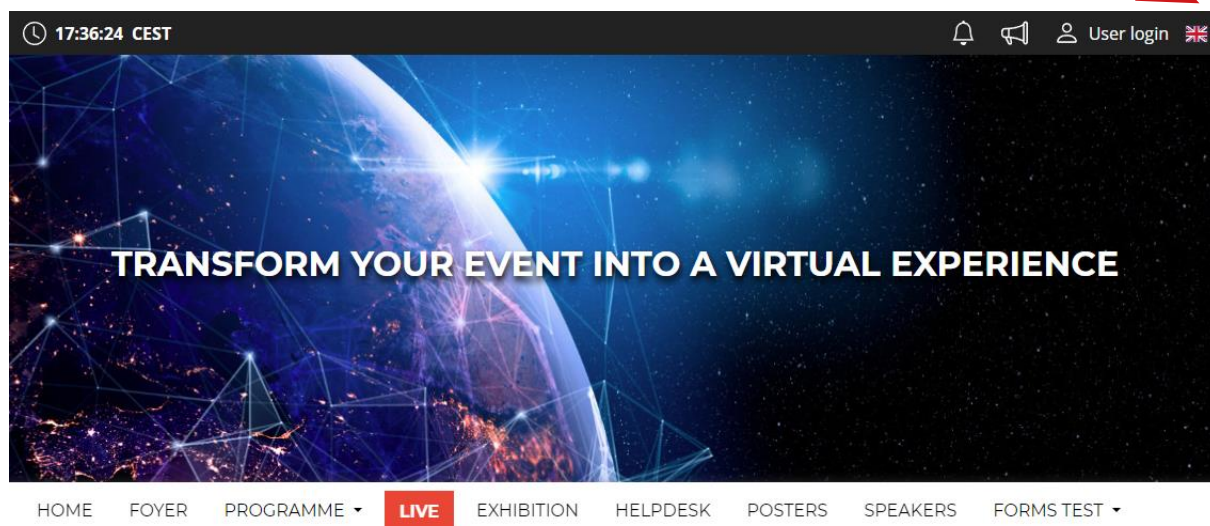 17:36:24 CEST User login
TRANSFORM YOUR EVENT INTO A VIRTUAL EXPERIENCE
HOME FOYER PROGRAMME LIVE EXHIBITION HELPDESK POSTERS SPEAKERS FORMS TEST